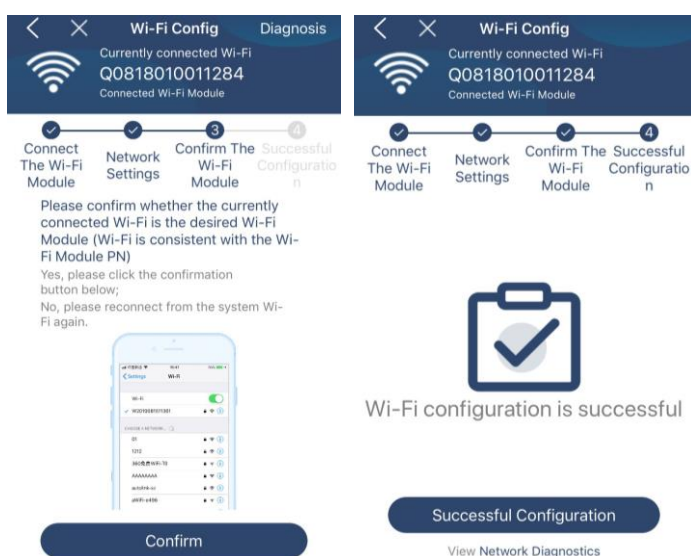 Wi-Fi Config
Diagnosis
Currently connected Wi-Fi
Q0818010011284
Connected Wi-Fi Module
Connect
The Wi-Fi
Module
Network
Settings
3
Confirm The
Wi-Fi
Module
4
Successful
Configuratio
n
Please confirm whether the currently
connected Wi-Fi is the desired Wi-
Fi Module (Wi-Fi is consistent with the Wi-
Fi Module PN)
Yes, please click the confirmation
button below;
No, please reconnect from the system Wi-
Fi again.
Settings
Wi-Fi
Wi-Fi
CHOOSE A NETWORK...
01
1212
AAAAAAAA
Confirm
Wi-Fi Config
Currently connected Wi-Fi
Q0818010011284
Connected Wi-Fi Module
Connect
The Wi-Fi
Module
Network
Settings
Confirm The
Wi-Fi
Module
4
Successful
Configuratio
n
Wi-Fi configuration is successful
Successful Configuration
View Network Diagnostics